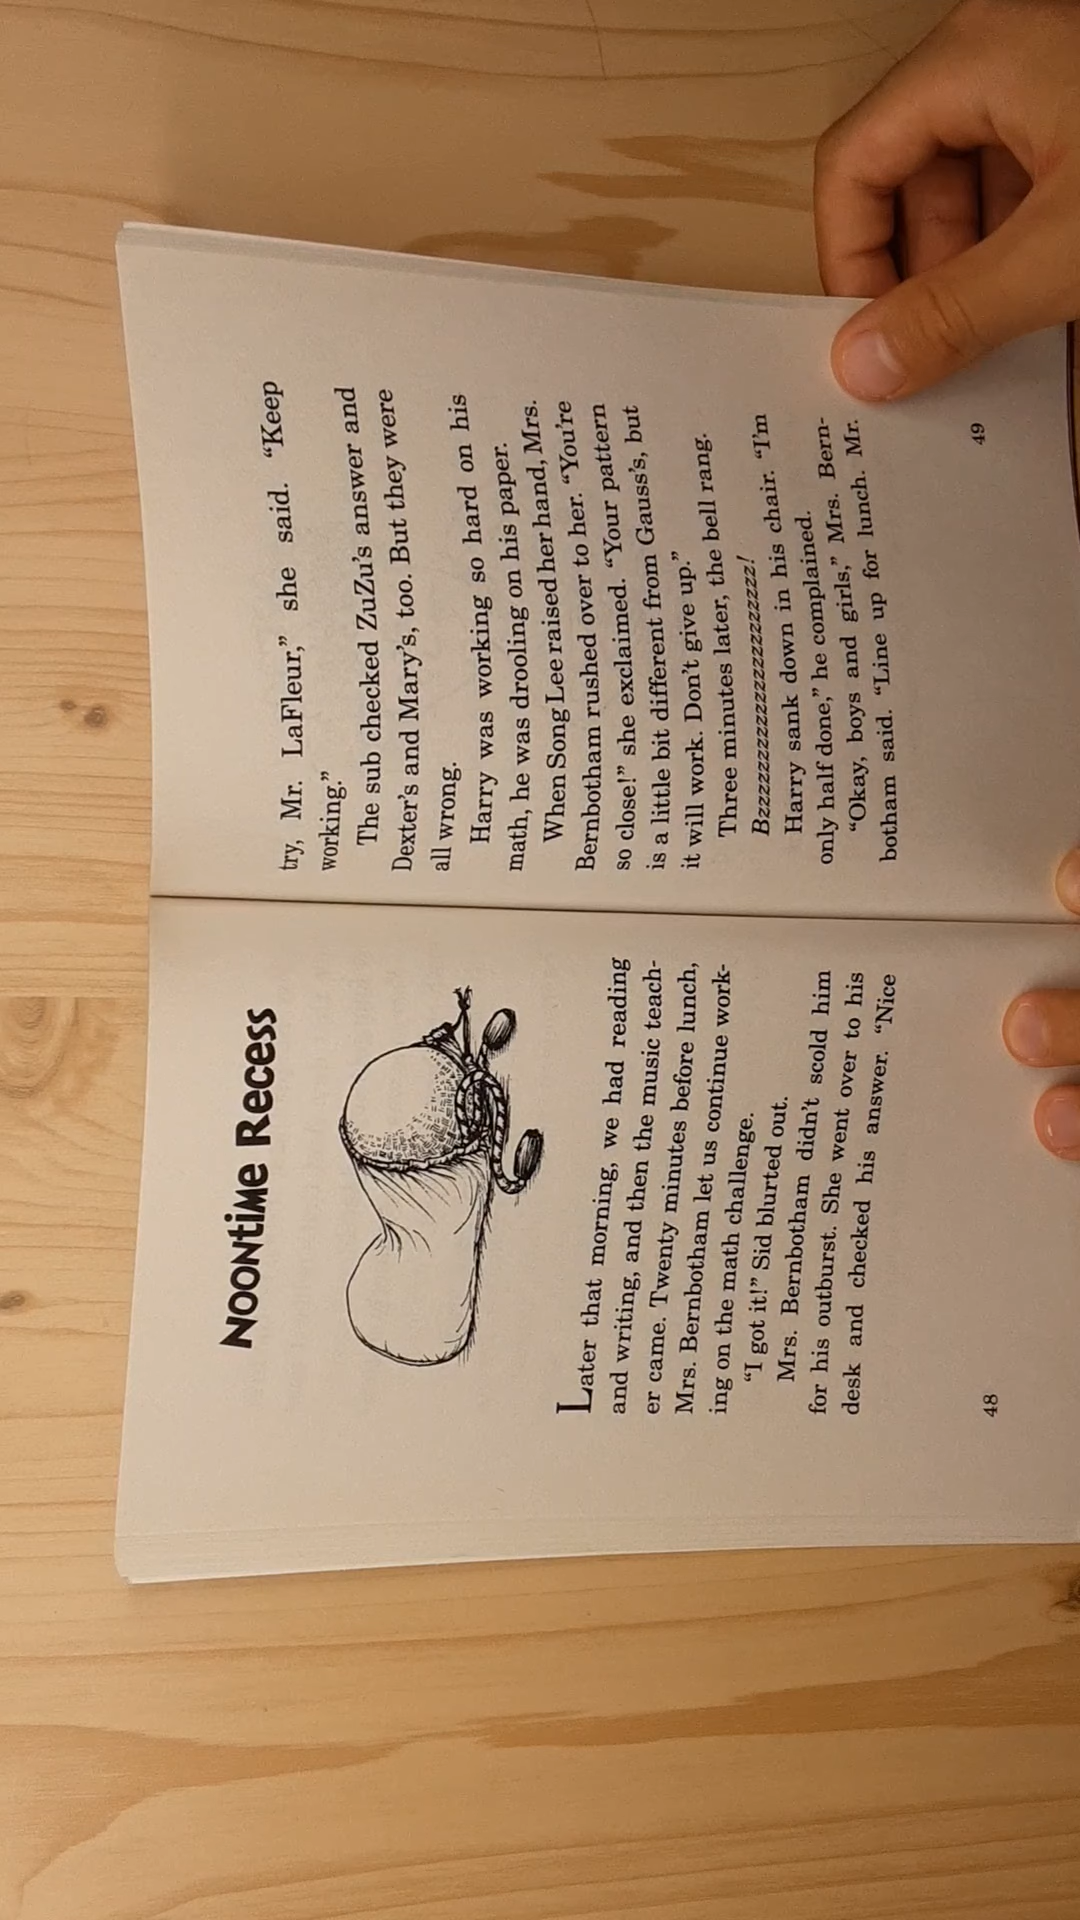 Noontime Recess
Later that morning, we had reading
and writing, and then the music teach-
er came. Twenty minutes before lunch,
Mrs. Bernbotham let us continue work-
ing on the math challenge.
“I got it!” Sid blurted out.
Mrs. Bernbotham didn’t scold him
for his outburst. She went over to his
desk and checked his answer. “Nice
48
try, Mr. LaFleur,” she said. “Keep
working.”
The sub checked ZuZu’s answer and
Dexter’s and Mary’s, too. But they were
all wrong.
Harry was working so hard on his
math, he was drooling on his paper.
When Song Lee raised her hand, Mrs.
Bernbotham rushed over to her. “You’re
so close!” she exclaimed. “Your pattern
is a little bit different from Gauss’s, but
it will work. Don’t give up.”
Three minutes later, the bell rang.
Bzzzzzzzzzzzzzzzzzzzzzz!
Harry sank down in his chair. “I’m
only half done,” he complained.
“Okay, boys and girls,” Mrs. Bern-
botham said. “Line up for lunch. Mr.
49